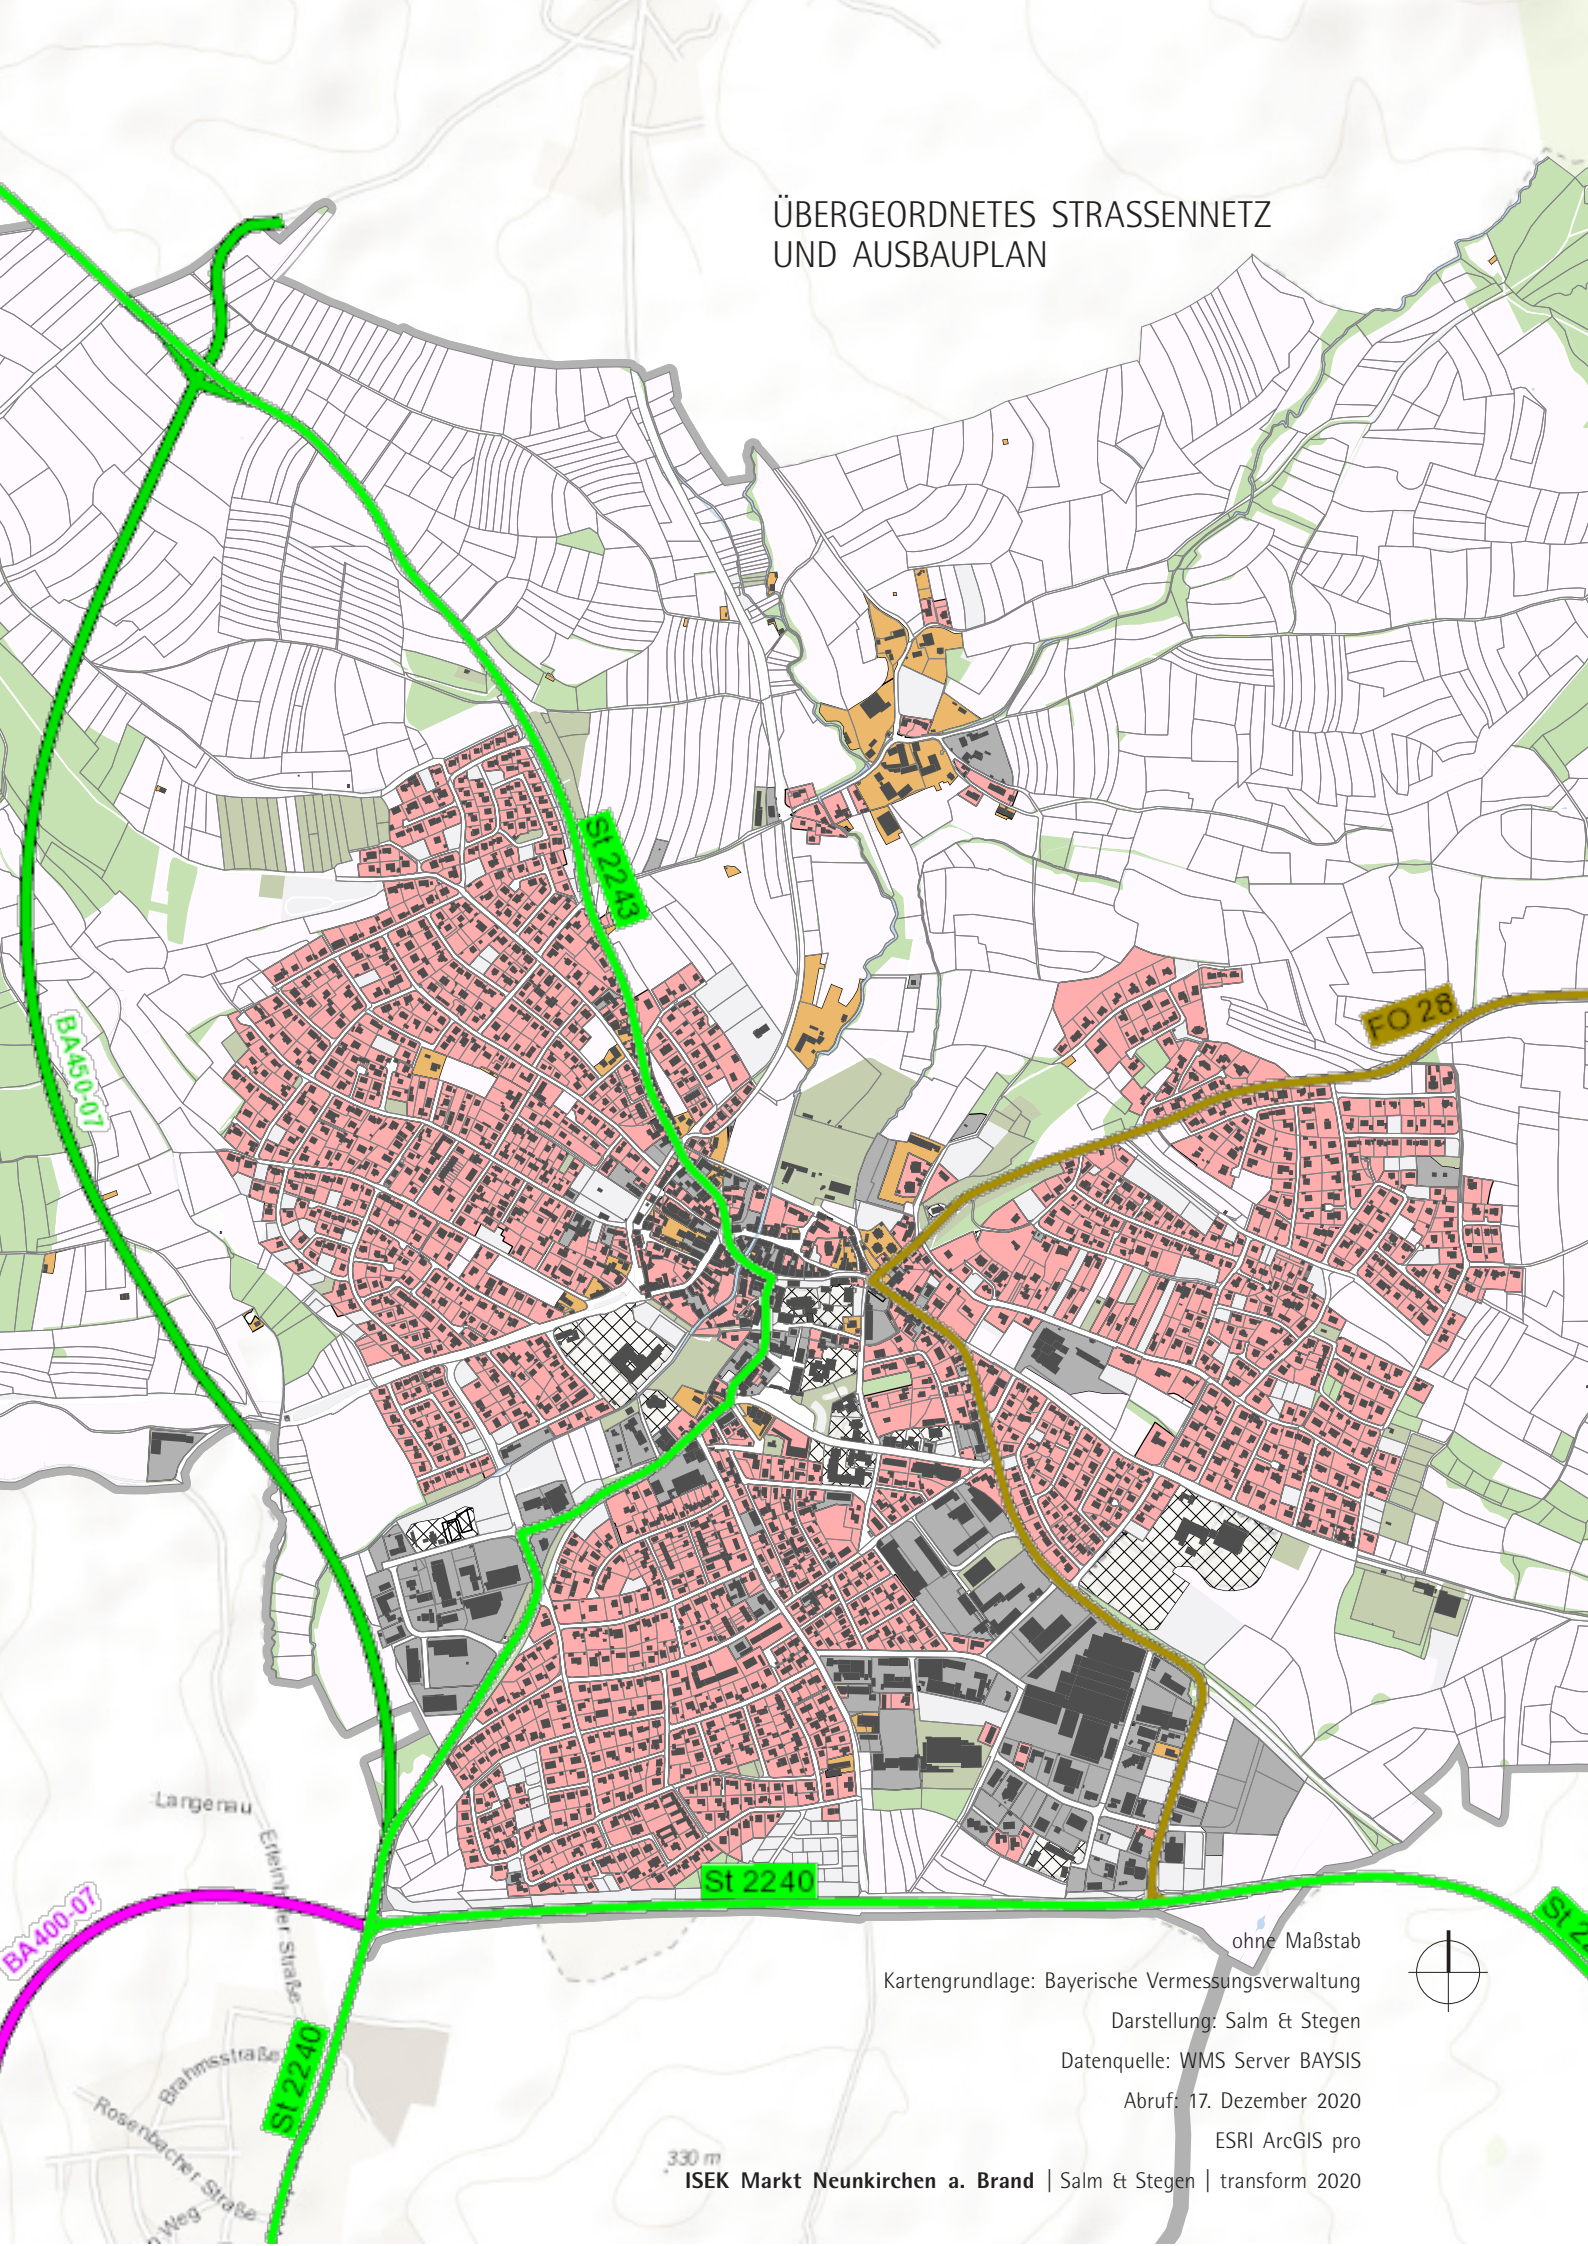 ÜBERGEORDNETES STRASSENNETZ
UND AUSBAUPLAN
St 2243
FO 28
BA450-07
Langenau
St 2240
BA400-07
Straße
St 2240
Brahmsstraße
Rosenbacher Straße
Weg
330 m
ohne Maßstab
Kartengrundlage: Bayerische Vermessungsverwaltung
Darstellung: Salm & Stegen
Datenquelle: WMS Server BAYSIS
Abruf: 17. Dezember 2020
ESRI ArcGIS pro
ISEK Markt Neunkirchen a. Brand | Salm & Stegen | transform 2020